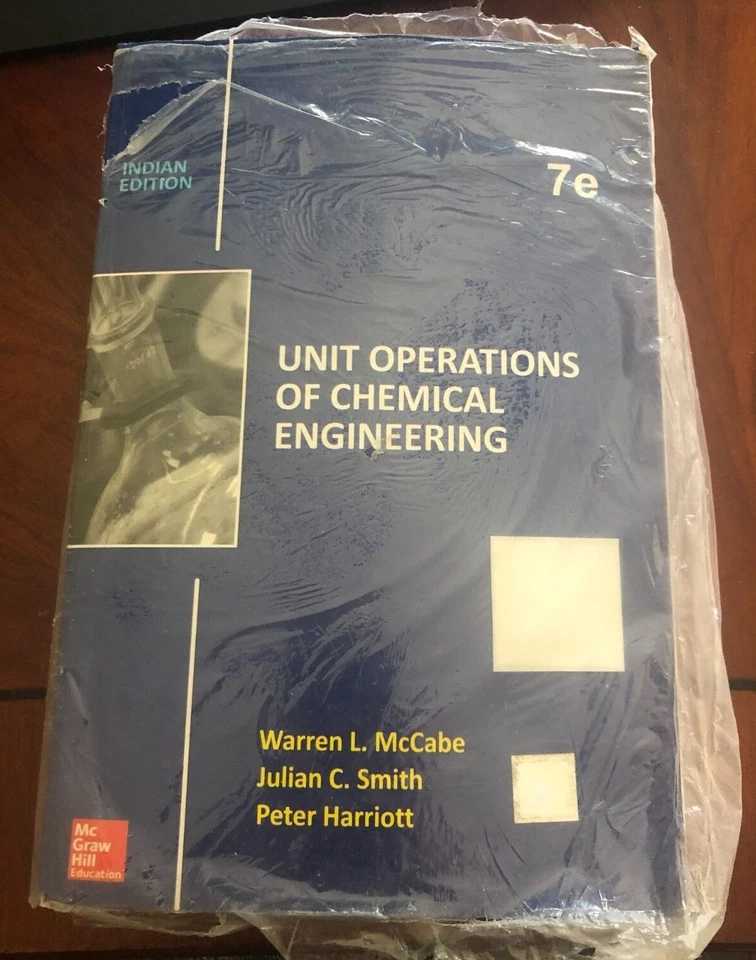 INDIAN
EDITION
7e
UNIT OPERATIONS
OF CHEMICAL
ENGINEERING
Warren L. McCabe
Julian C. Smith
Peter Harriott
Mc
Graw
Hill
Education